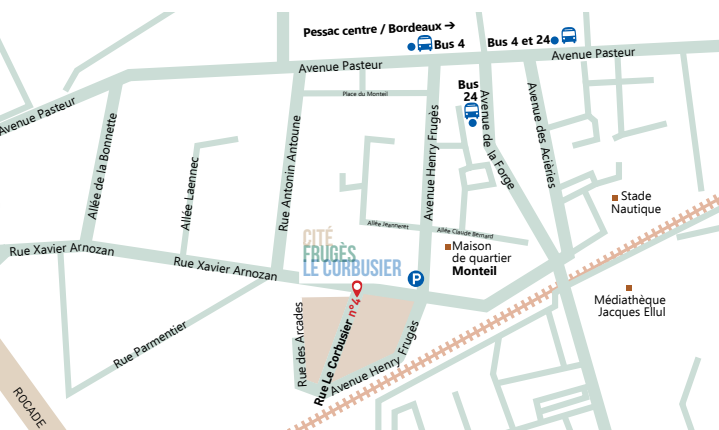 Pessac centre / Bordeaux →
Bus 4
Bus 4 et 24
Avenue Pasteur
Avenue Pasteur
Avenue Pasteur
Place du Monteil
Bus
24
Allée de la Bonnette
Allée Laennec
Rue Antonin Antoune
Avenue Henry Frugès
Avenue de la Forge
Avenue des Aciéries
Stade
Nautique
Allée Jeanneret
Allée Claude Bernard
Rue Xavier Arnozan
Rue Xavier Arnozan
CITÉ
FRUGÈS
LE CORBUSIER
P
Maison
de quartier
Monteil
Médiathèque
Jacques Ellul
Rue Parmentier
Rue des Arcades
Rue Le Corbusier n°4
Avenue Henry Frugès
ROCADE